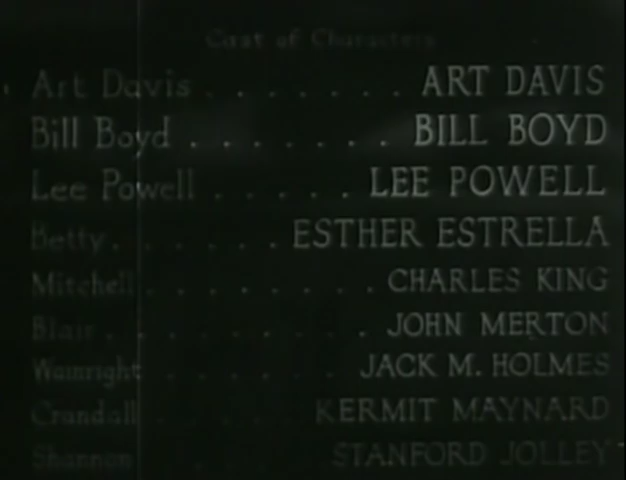 Cast of Characters
Art Davis . . . . . . . ART DAVIS
Bill Boyd . . . . . . . BILL BOYD
Lee Powell . . . . . LEE POWELL
Betty . . . . . . ESTHER ESTRELLA
Mitchell . . . . . . . . CHARLES KING
Blair . . . . . . . . . JOHN MERTON
Wainright . . . . . . JACK M. HOLMES
Crandall . . . . . KERMIT MAYNARD
Shannon . . . . . STANFORD JOLLEY